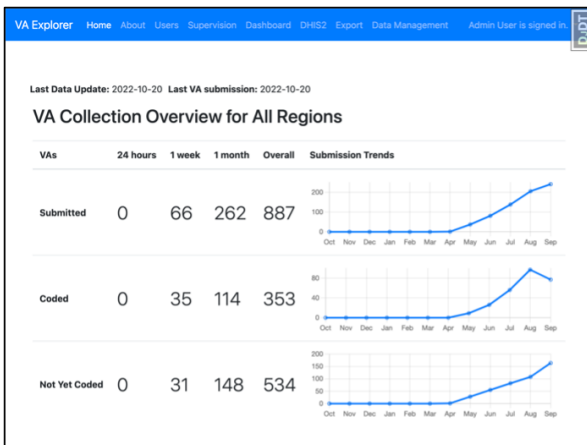 VA Explorer Home About Users Supervision Dashboard DHIS2 Export Data Management Admin User is signed in.
DjDT
Last Data Update: 2022-10-20 Last VA submission: 2022-10-20
VA Collection Overview for All Regions
VAs 24 hours 1 week 1 month Overall Submission Trends
200
100
0
Submitted 0 66 262 887
Oct Nov Dec Jan Feb Mar Apr May Jun Jul Aug Sep
80
40
0
Coded 0 35 114 353
Oct Nov Dec Jan Feb Mar Apr May Jun Jul Aug Sep
200
150
100
50
0
Not Yet Coded 0 31 148 534
Oct Nov Dec Jan Feb Mar Apr May Jun Jul Aug Sep